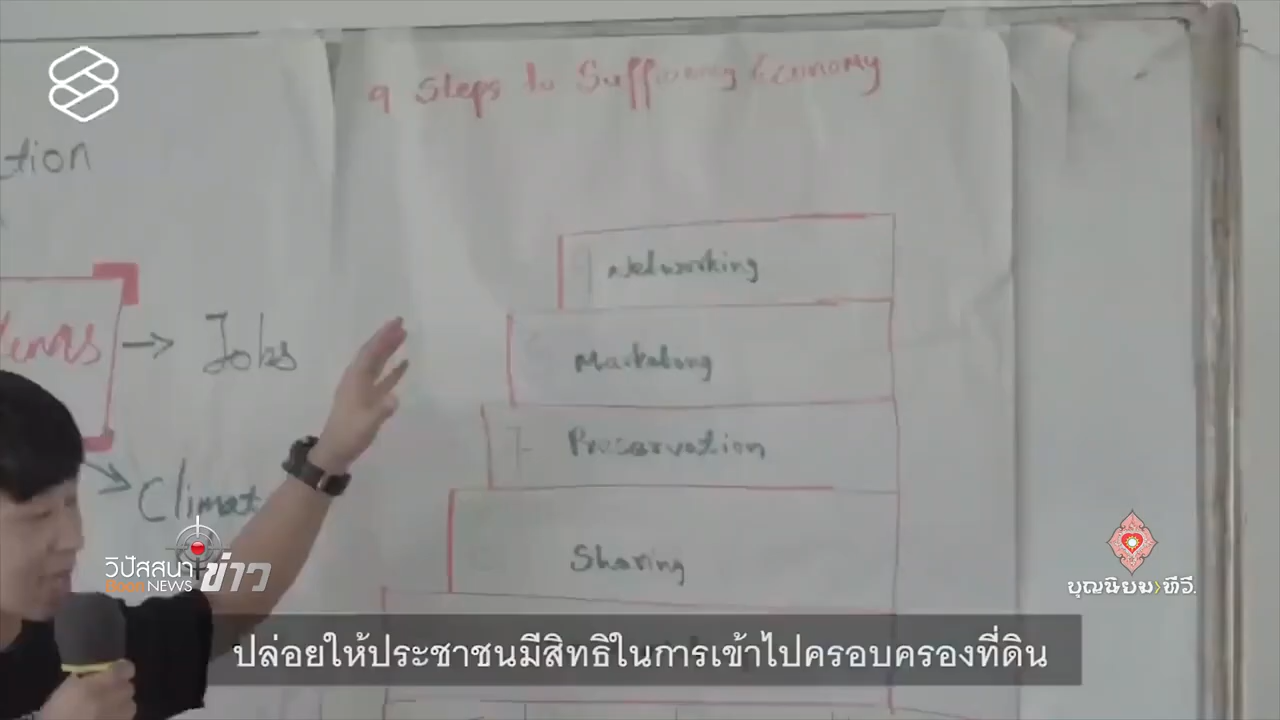 9 Steps to Sufficiency Economy
tion
Networking
Jobs
Marketing
7 Preservation
Climat
Sharing
วิปัสสนา ข่าว
NEWS
บุญนิยมทีวี.
ปล่อยให้ประชาชนมีสิทธิในการเข้าไปครอบครองที่ดิน